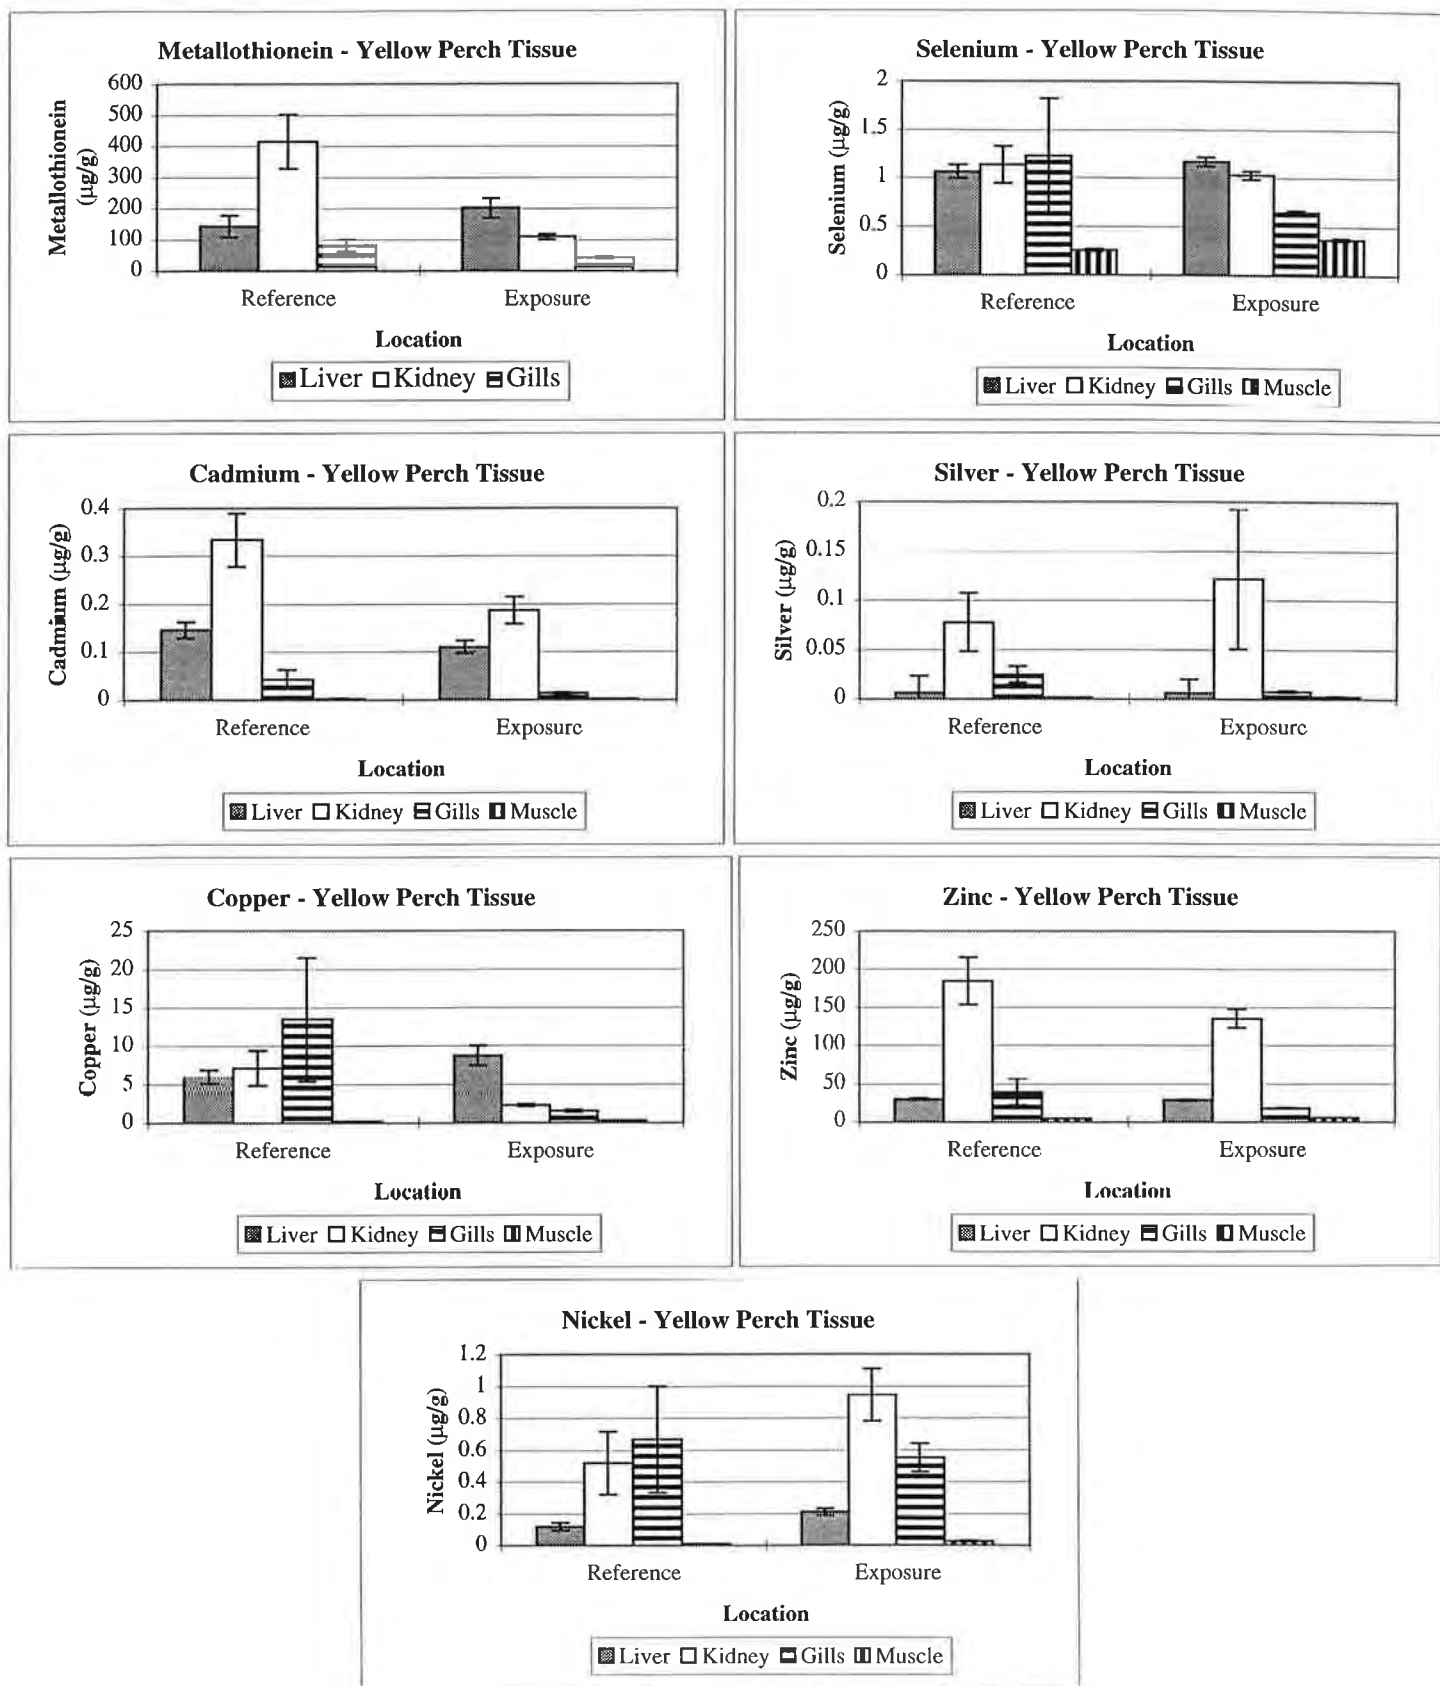 Metallothionein - Yellow Perch Tissue
Metallothionein
(µg/g)
600
500
400
300
200
100
0
Reference Exposure
Location
Liver Kidney Gills
Selenium - Yellow Perch Tissue
Selenium (µg/g)
2
1.5
1
0.5
0
Reference Exposure
Location
Liver Kidney Gills Muscle
Cadmium - Yellow Perch Tissue
Cadmium (µg/g)
0.4
0.3
0.2
0.1
0
Reference Exposure
Location
Liver Kidney Gills Muscle
Silver - Yellow Perch Tissue
Silver (µg/g)
0.2
0.15
0.1
0.05
0
Reference Exposure
Location
Liver Kidney Gills Muscle
Copper - Yellow Perch Tissue
Copper (µg/g)
25
20
15
10
5
0
Reference Exposure
Location
Liver Kidney Gills Muscle
Zinc - Yellow Perch Tissue
Zinc (µg/g)
250
200
150
100
50
0
Reference Exposure
Location
Liver Kidney Gills Muscle
Nickel - Yellow Perch Tissue
Nickel (µg/g)
1.2
1
0.8
0.6
0.4
0.2
0
Reference Exposure
Location
Liver Kidney Gills Muscle